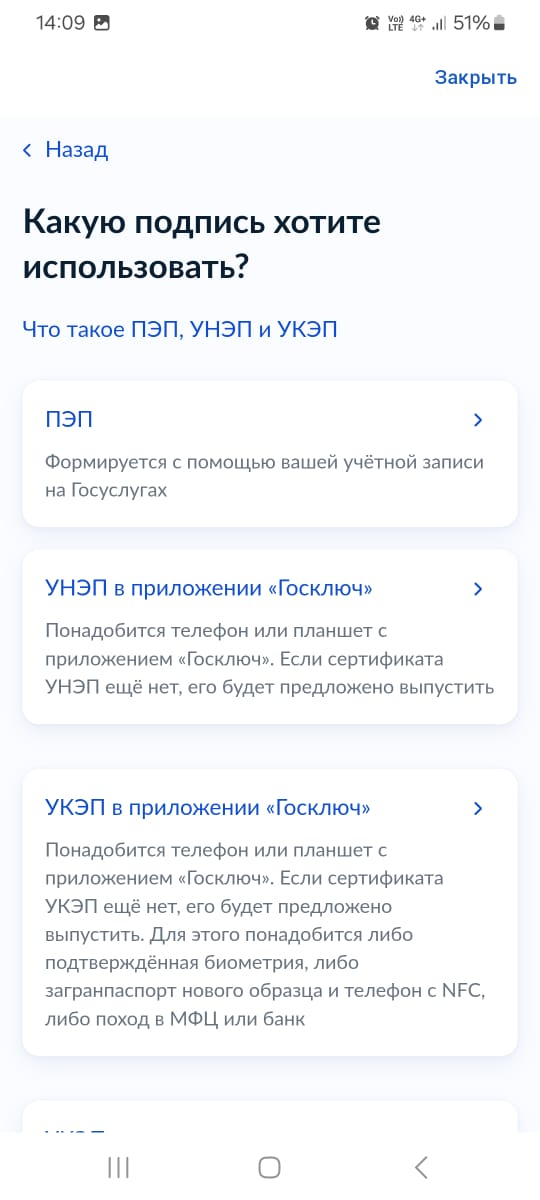 14:09
Vo)) LTE 4G+ 51%
Закрыть
Назад
Какую подпись хотите
использовать?
Что такое ПЭП, УНЭП и УКЭП
ПЭП
Формируется с помощью вашей учётной записи
на Госуслугах
УНЭП в приложении «Госключ»
Понадобится телефон или планшет с
приложением «Госключ». Если сертификата
УНЭП ещё нет, его будет предложено выпустить
УКЭП в приложении «Госключ»
Понадобится телефон или планшет с
приложением «Госключ». Если сертификата
УКЭП ещё нет, его будет предложено
выпустить. Для этого понадобится либо
подтверждённая биометрия, либо
загранпаспорт нового образца и телефон с NFC,
либо поход в МФЦ или банк